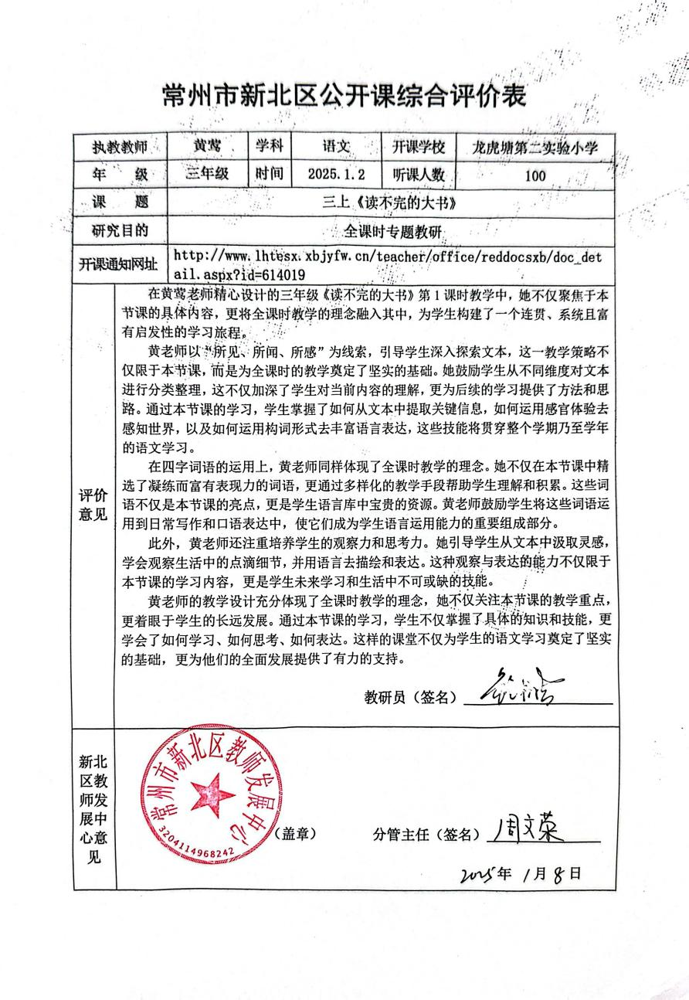 常州市新北区公开课综合评价表
执教教师 黄莺 学科 语文 开课学校 龙虎塘第二实验小学
年 级 三年级 时间 2025.1.2 听课人数 100
课 题 三上《读不完的大书》
研究目的 全课时专题教研
开课通知网址 http://www.lhtesx.xbjyfw.cn/teacher/office/reddocsxb/doc_det
ail.aspx?id=614019
评价
意见
在黄莺老师精心设计的三年级《读不完的大书》第1课时教学中，她不仅聚焦于本
节课的具体内容，更将全课时教学的理念融入其中，为学生构建了一个连贯、系统且富
有启发性的学习旅程。
黄老师以“所见、所闻、所感”为线索，引导学生深入探索文本，这一教学策略不
仅限于本节课，而是为全课时的教学奠定了坚实的基础。她鼓励学生从不同维度对文本
进行分类整理，这不仅加深了学生对当前内容的理解，更为后续的学习提供了方法和思
路。通过本节课的学习，学生掌握了如何从文本中提取关键信息，如何运用感官体验去
感知世界，以及如何运用构词形式去丰富语言表达，这些技能将贯穿整个学期乃至学年
的语文学习。
在四字词语的运用上，黄老师同样体现了全课时教学的理念。她不仅在本节课中精
选了凝练而富有表现力的词语，更通过多样化的教学手段帮助学生理解和积累。这些词
语不仅是本节课的亮点，更是学生语言库中宝贵的资源。黄老师鼓励学生将这些词语运
用到日常写作和口语表达中，使它们成为学生语言运用能力的重要组成部分。
此外，黄老师还注重培养学生的观察力和思考力。她引导学生从文本中汲取灵感，
学会观察生活中的点滴细节，并用语言去描绘和表达。这种观察与表达的能力不仅限于
本节课的学习内容，更是学生未来学习和生活中不可或缺的技能。
黄老师的教学设计充分体现了全课时教学的理念，她不仅关注本节课的教学重点，
更着眼于学生的长远发展。通过本节课的学习，学生不仅掌握了具体的知识和技能，更
学会了如何学习、如何思考、如何表达。这样的课堂不仅为学生的语文学习奠定了坚实
的基础，更为他们的全面发展提供了有力的支持。
教研员（签名）
新北
区教
师发
展中
心意
见
常州市新北区教师发展中心
3204114968242
（盖章） 分管主任（签名） 周文荣
2025年 1月 8日